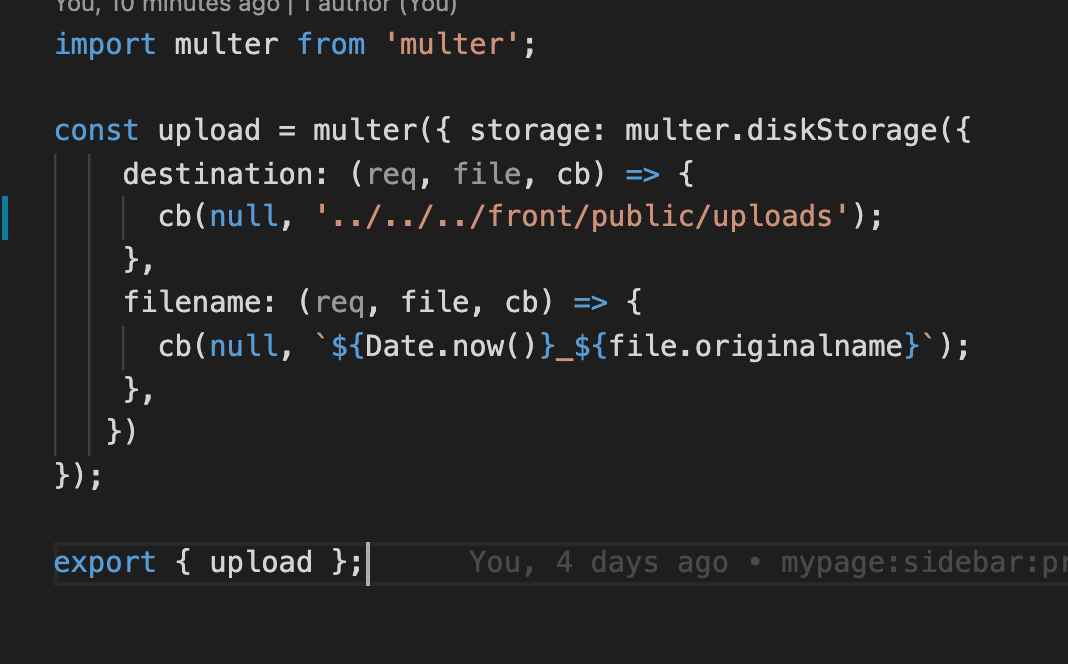 You, 10 minutes ago | 1 author (You)
import multer from 'multer';
const upload = multer({ storage: multer.diskStorage({
destination: (req, file, cb) => {
cb(null, '../../../front/public/uploads');
},
filename: (req, file, cb) => {
cb(null, `${Date.now()}_${file.originalname}`);
},
})
});
export { upload }; You, 4 days ago • mypage:sidebar:pr